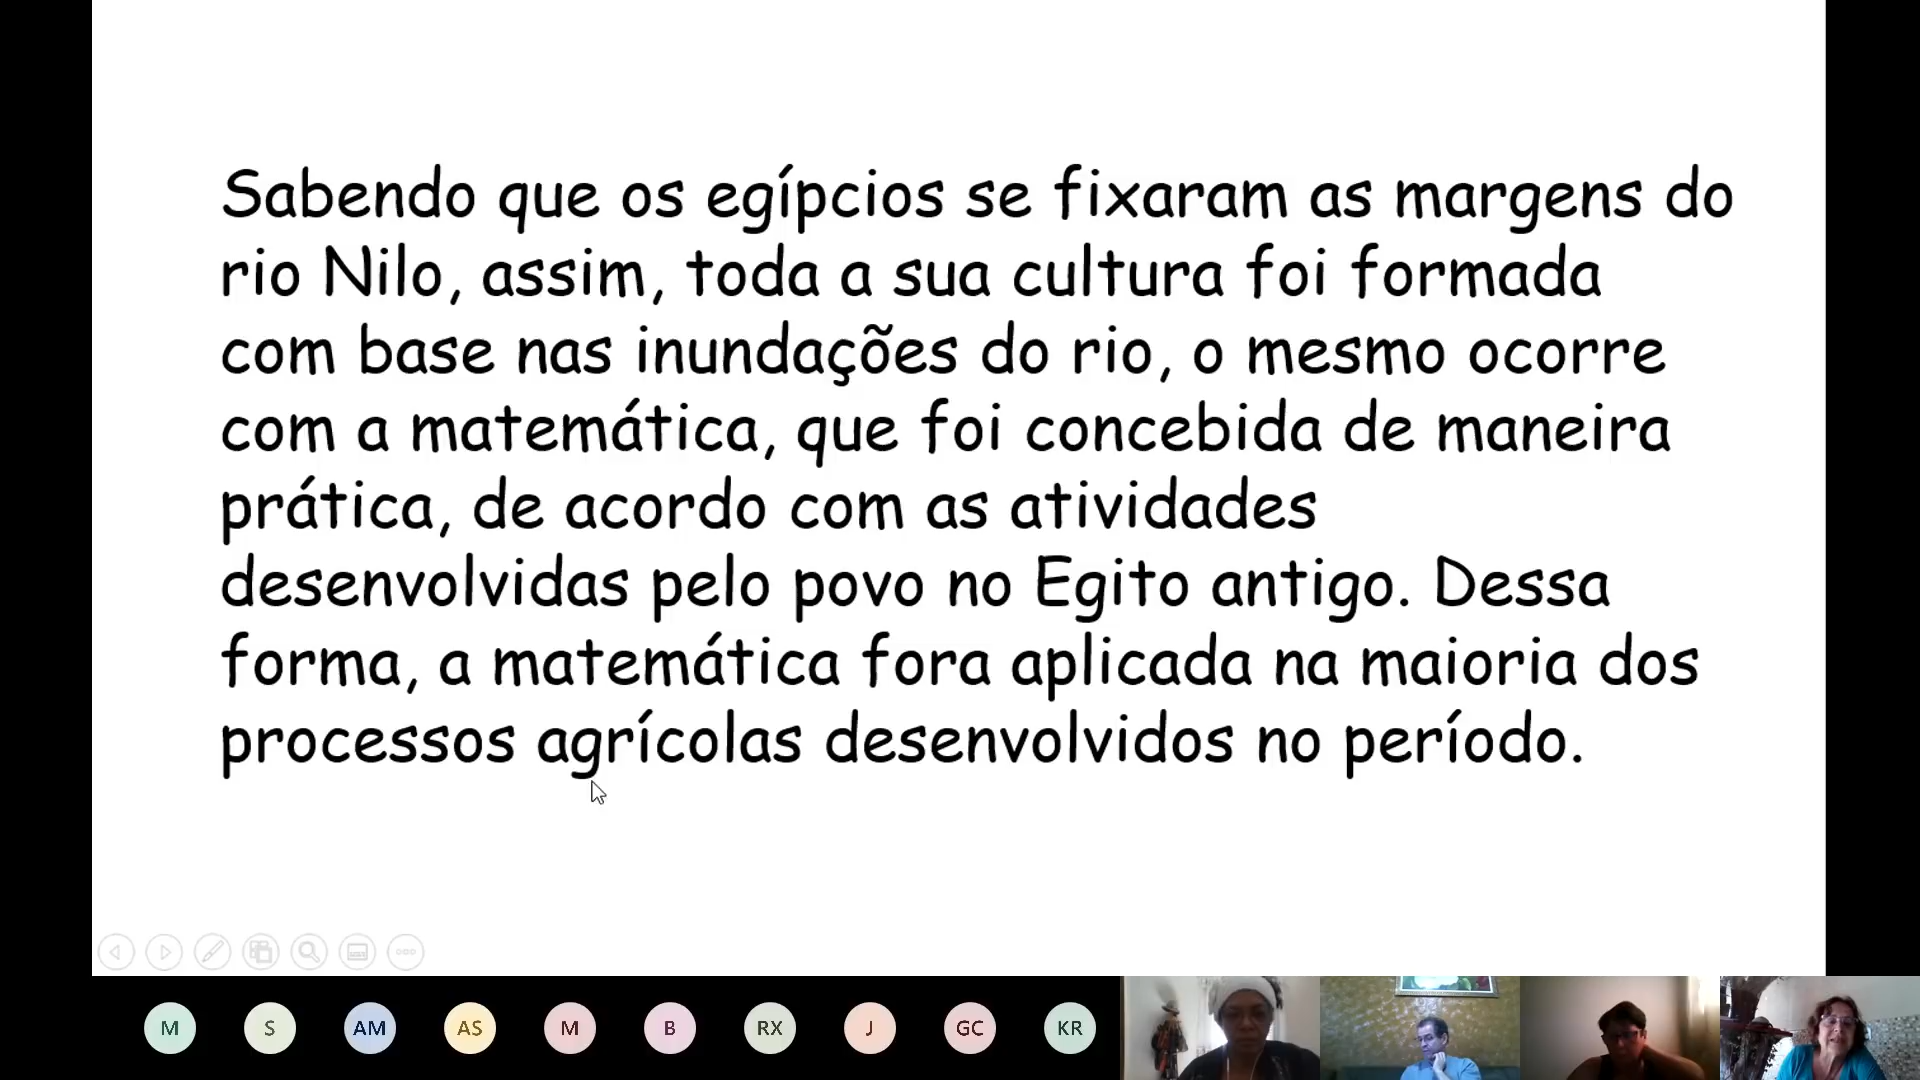 Sabendo que os egípcios se fixaram as margens do
rio Nilo, assim, toda a sua cultura foi formada
com base nas inundações do rio, o mesmo ocorre
com a matemática, que foi concebida de maneira
prática, de acordo com as atividades
desenvolvidas pelo povo no Egito antigo. Dessa
forma, a matemática fora aplicada na maioria dos
processos agrícolas desenvolvidos no período.
M S AM AS M B RX J GC KR